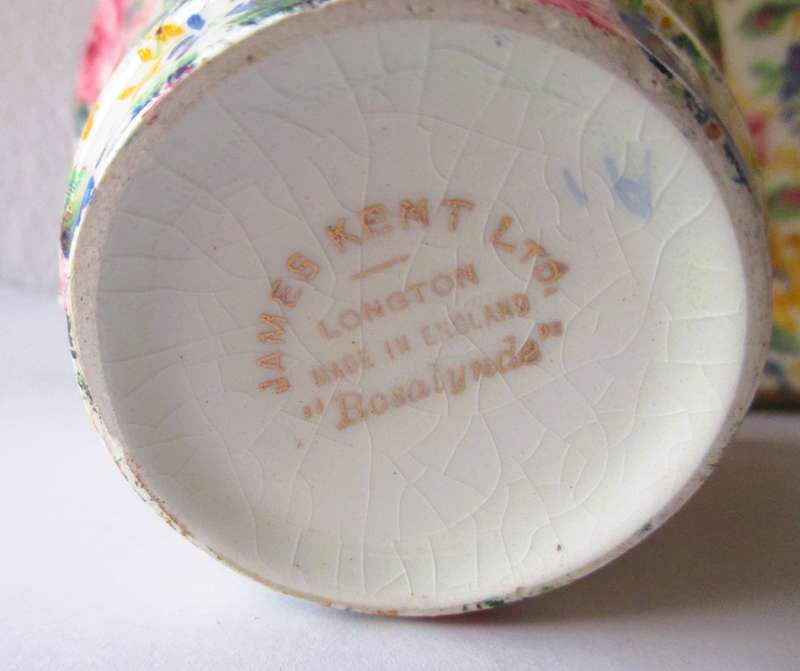 JAMES KENT LTD.
LONGTON
MADE IN ENGLAND
"Rosalynde"